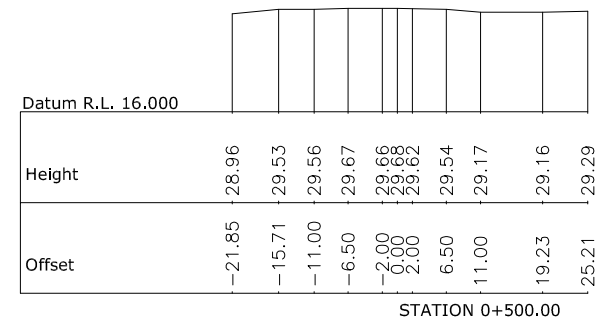 Datum R.L. 16.000
Height 28.96 29.53 29.56 29.67 29.66 29.68 29.62 29.54 29.17 29.16 29.29
Offset −21.85 −15.71 −11.00 −6.50 −2.00 0.00 2.00 6.50 11.00 19.23 25.21
STATION 0+500.00